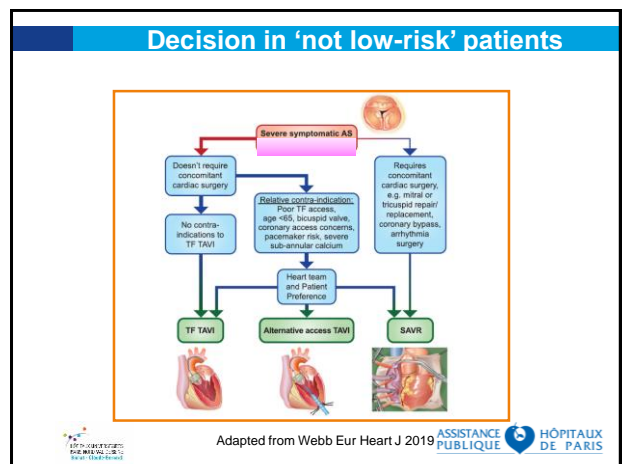 Decision in ‘not low-risk’ patients
Severe symptomatic AS
Doesn't require
concomitant
cardiac surgery
Relative contra-indication:
Poor TF access,
age <65, bicuspid valve,
coronary access concerns,
pacemaker risk, severe
sub-annular calcium
Requires
concomitant
cardiac surgery,
e.g. mitral or
tricuspid repair/
replacement,
coronary bypass,
arrhythmia
surgery
No contra-
indications to
TF TAVI
Heart team
and Patient
Preference
TF TAVI
Alternative access TAVI
SAVR
Adapted from Webb Eur Heart J 2019
ASSISTANCE
PUBLIQUE
HÔPITAUX
DE PARIS